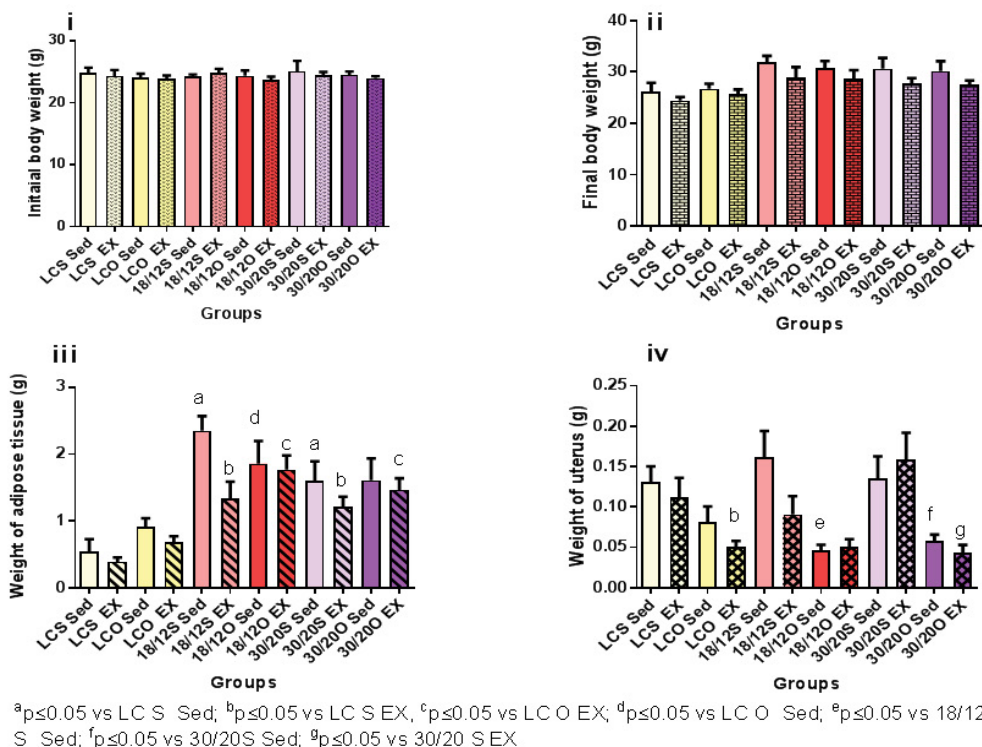 i
Initaial body weight (g)
30
20
10
0
LCS Sed
LCS EX
LCO Sed
LCO EX
18/12S Sed
18/12S EX
18/12O Sed
18/12O EX
30/20S Sed
30/20S EX
30/20O Sed
30/20O EX
Groups
ii
Final body weight (g)
40
30
20
10
0
LCS Sed
LCS EX
LCO Sed
LCO EX
18/12S Sed
18/12S EX
18/12O Sed
18/12O EX
30/20S Sed
30/20S EX
30/20O Sed
30/20O EX
Groups
iii
Weight of adipose tissue (g)
3
2
1
0
a
b
d
c
a
b
c
LCS Sed
LCS EX
LCO Sed
LCO EX
18/12S Sed
18/12S EX
18/12O Sed
18/12O EX
30/20S Sed
30/20S EX
30/20O Sed
30/20O EX
Groups
iv
Weight of uterus (g)
0.25
0.20
0.15
0.10
0.05
0.00
b
e
f
g
LCS Sed
LCS EX
LCO Sed
LCO EX
18/12S Sed
18/12S EX
18/12O Sed
18/12O EX
30/20S Sed
30/20S EX
30/20O Sed
30/20O EX
Groups
ᵃp≤0.05 vs LC S Sed; ᵇp≤0.05 vs LC S EX, ᶜp≤0.05 vs LC O EX; ᵈp≤0.05 vs LC O Sed; ᵉp≤0.05 vs 18/12
S Sed; ᶠp≤0.05 vs 30/20S Sed; ᵍp≤0.05 vs 30/20 S EX